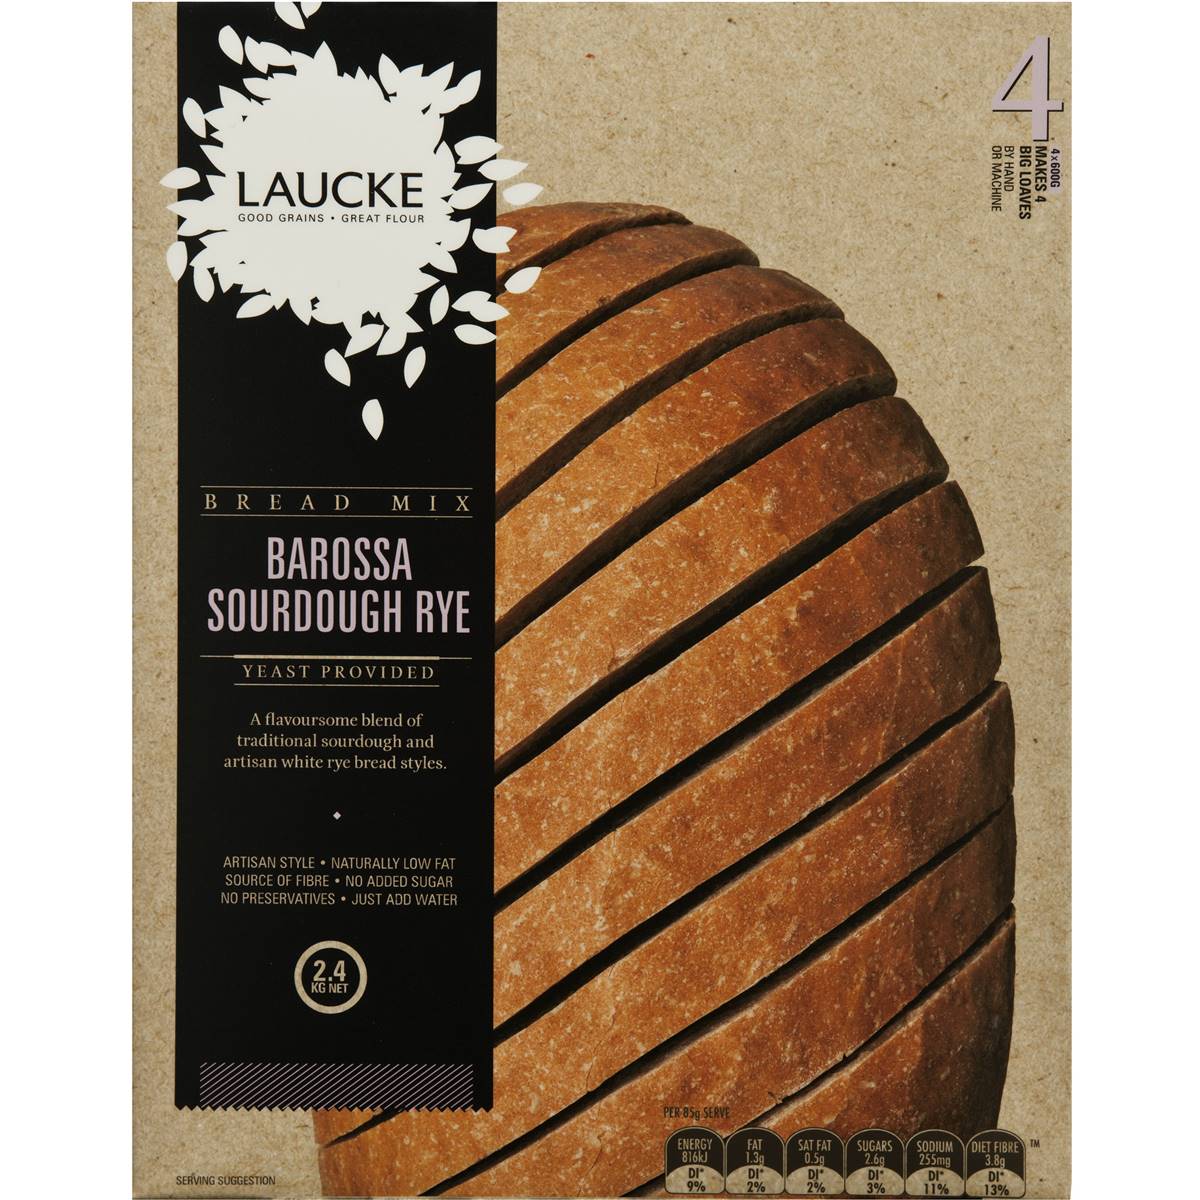 LAUCKE
GOOD GRAINS • GREAT FLOUR
4
4 x 600G
MAKES 4
BIG LOAVES
BY HAND
OR MACHINE
BREAD MIX
BAROSSA
SOURDOUGH RYE
YEAST PROVIDED
A flavoursome blend of
traditional sourdough and
artisan white rye bread styles.
ARTISAN STYLE • NATURALLY LOW FAT
SOURCE OF FIBRE • NO ADDED SUGAR
NO PRESERVATIVES • JUST ADD WATER
2.4
KG NET
SERVING SUGGESTION
PER 85g SERVE
ENERGY
816kJ
DI*
9%
FAT
1.3g
DI*
2%
SAT FAT
0.5g
DI*
2%
SUGARS
2.6g
DI*
3%
SODIUM
255mg
DI*
11%
DIET FIBRE
3.8g
DI*
13%
TM